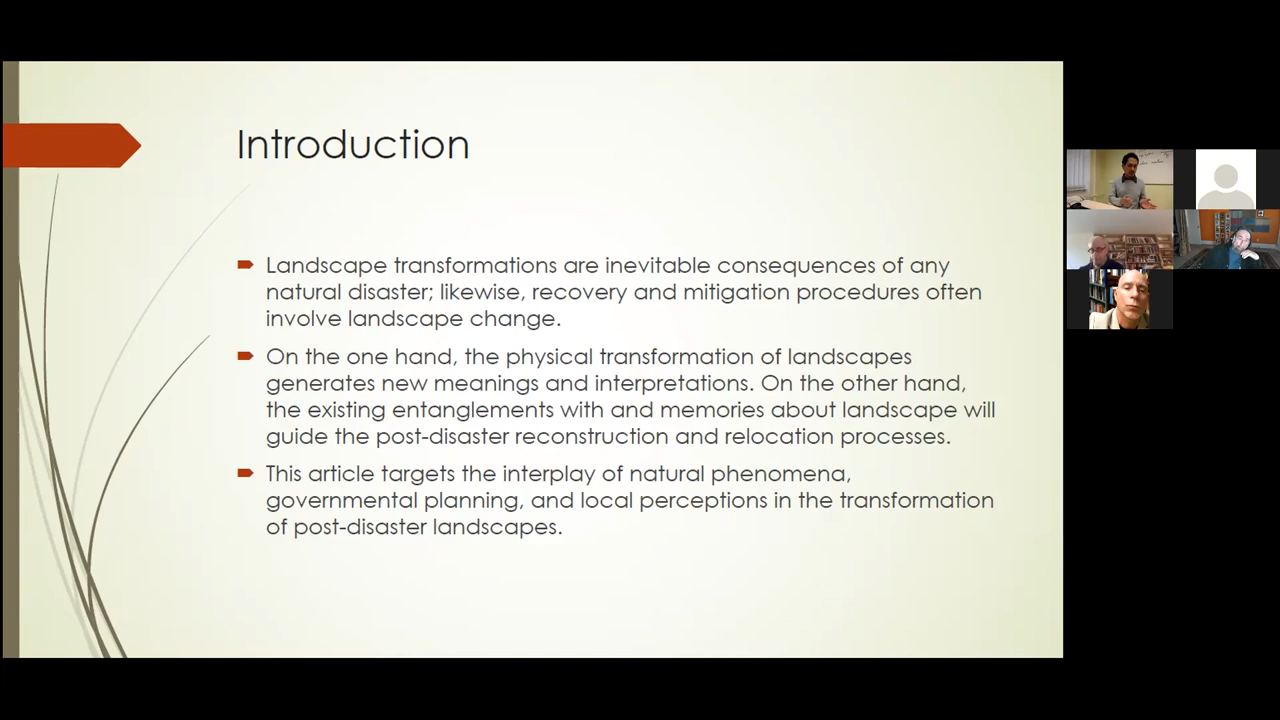 Introduction
Landscape transformations are inevitable consequences of any
natural disaster; likewise, recovery and mitigation procedures often
involve landscape change.
On the one hand, the physical transformation of landscapes
generates new meanings and interpretations. On the other hand,
the existing entanglements with and memories about landscape will
guide the post-disaster reconstruction and relocation processes.
This article targets the interplay of natural phenomena,
governmental planning, and local perceptions in the transformation
of post-disaster landscapes.